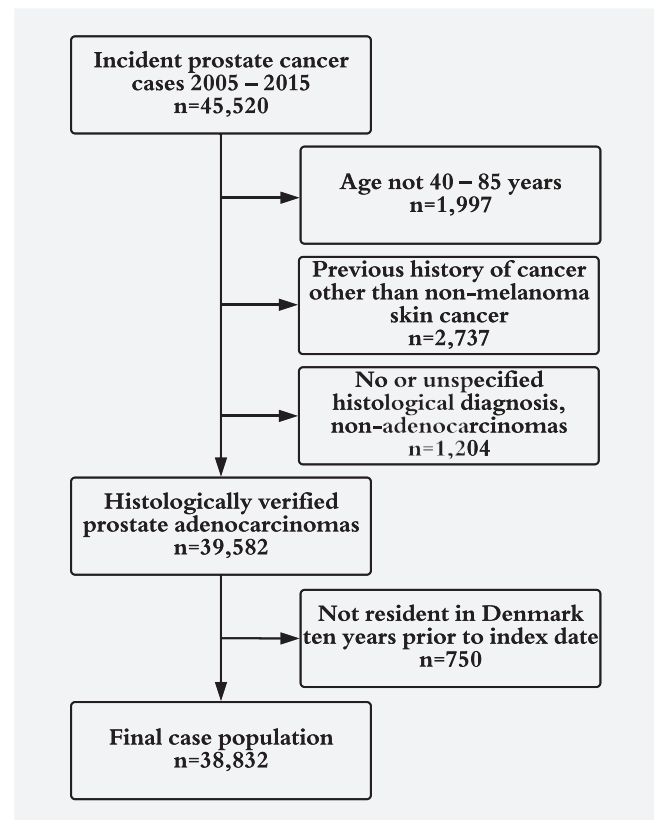 Incident prostate cancer
cases 2005 – 2015
n=45,520
Age not 40 – 85 years
n=1,997
Previous history of cancer
other than non-melanoma
skin cancer
n=2,737
No or unspecified
histological diagnosis,
non-adenocarcinomas
n=1,204
Histologically verified
prostate adenocarcinomas
n=39,582
Not resident in Denmark
ten years prior to index date
n=750
Final case population
n=38,832